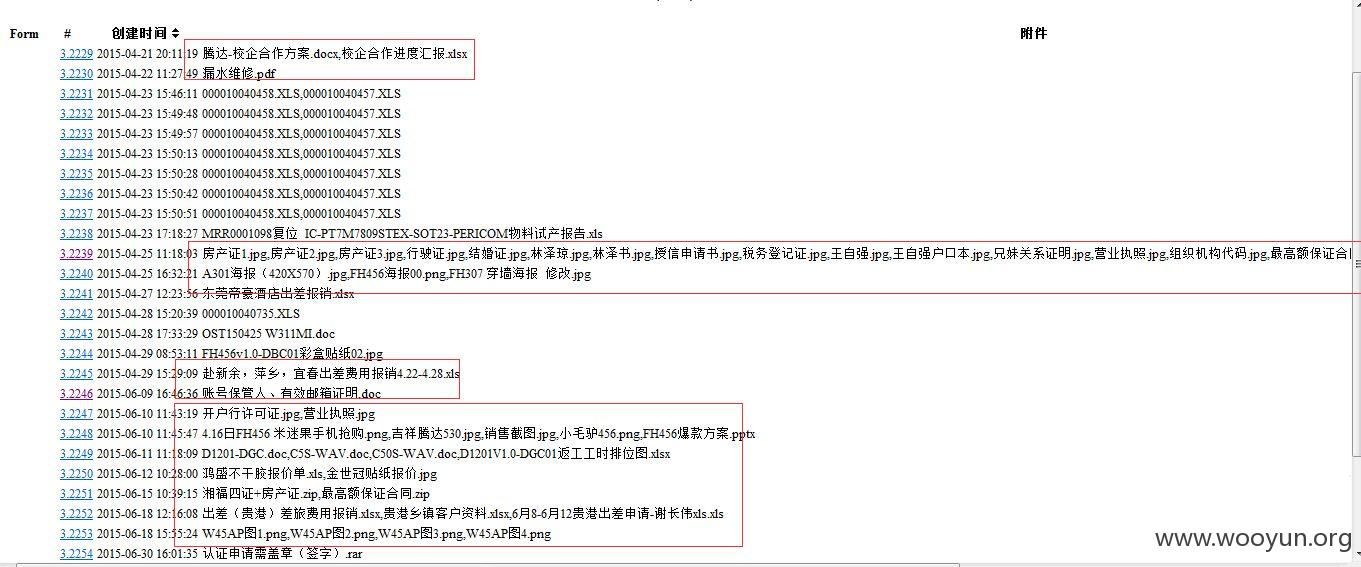 Form # 创建时间 附件
3.2229 2015-04-21 20:11:19 腾达-校企合作方案.docx,校企合作进度汇报.xlsx
3.2230 2015-04-22 11:27:49 漏水维修.pdf
3.2231 2015-04-23 15:46:11 000010040458.XLS,000010040457.XLS
3.2232 2015-04-23 15:49:48 000010040458.XLS,000010040457.XLS
3.2233 2015-04-23 15:49:57 000010040458.XLS,000010040457.XLS
3.2234 2015-04-23 15:50:13 000010040458.XLS,000010040457.XLS
3.2235 2015-04-23 15:50:28 000010040458.XLS,000010040457.XLS
3.2236 2015-04-23 15:50:42 000010040458.XLS,000010040457.XLS
3.2237 2015-04-23 15:50:51 000010040458.XLS,000010040457.XLS
3.2238 2015-04-23 17:18:27 MRR0001098复位 IC-PT7M7809STEX-SOT23-PERICOM物料试产报告.xls
3.2239 2015-04-25 11:18:03 房产证1.jpg,房产证2.jpg,房产证3.jpg,行驶证.jpg,结婚证.jpg,林泽琼.jpg,林泽书.jpg,授信申请书.jpg,税务登记证.jpg,王自强.jpg,王自强户口本.jpg,兄妹关系证明.jpg,营业执照.jpg,组织机构代码.jpg,最高额保证合
3.2240 2015-04-25 16:32:21 A301海报（420X570）.jpg,FH456海报00.png,FH307 穿墙海报 修改.jpg
3.2241 2015-04-27 12:23:56 东莞帝豪酒店出差报销.xlsx
3.2242 2015-04-28 15:20:39 000010040735.XLS
3.2243 2015-04-28 17:33:29 OST150425 W311MI.doc
3.2244 2015-04-29 08:53:11 FH456v1.0-DBC01彩盒贴纸02.jpg
3.2245 2015-04-29 15:29:09 赴新余，萍乡，宜春出差费用报销4.22-4.28.xls
3.2246 2015-06-09 16:46:36 账号保管人、有效邮箱证明.doc
3.2247 2015-06-10 11:43:19 开户行许可证.jpg,营业执照.jpg
3.2248 2015-06-10 11:45:47 4.16日FH456 米迷果手机抢购.png,吉祥腾达530.jpg,销售截图.jpg,小毛驴456.png,FH456爆款方案.pptx
3.2249 2015-06-11 11:18:09 D1201-DGC.doc,C5S-WAV.doc,C50S-WAV.doc,D1201V1.0-DGC01返工工时排位图.xlsx
3.2250 2015-06-12 10:28:00 鸿盛不干胶报价单.xls,金世冠贴纸报价.jpg
3.2251 2015-06-15 10:39:15 湘福四证+房产证.zip,最高额保证合同.zip
3.2252 2015-06-18 12:16:08 出差（贵港）差旅费用报销.xlsx,贵港乡镇客户资料.xlsx,6月8-6月12贵港出差申请-谢长伟xls.xls
3.2253 2015-06-18 15:55:24 W45AP图1.png,W45AP图2.png,W45AP图3.png,W45AP图4.png
3.2254 2015-06-30 16:01:35 认证申请需盖章（签字）.rar
www.wooyun.org